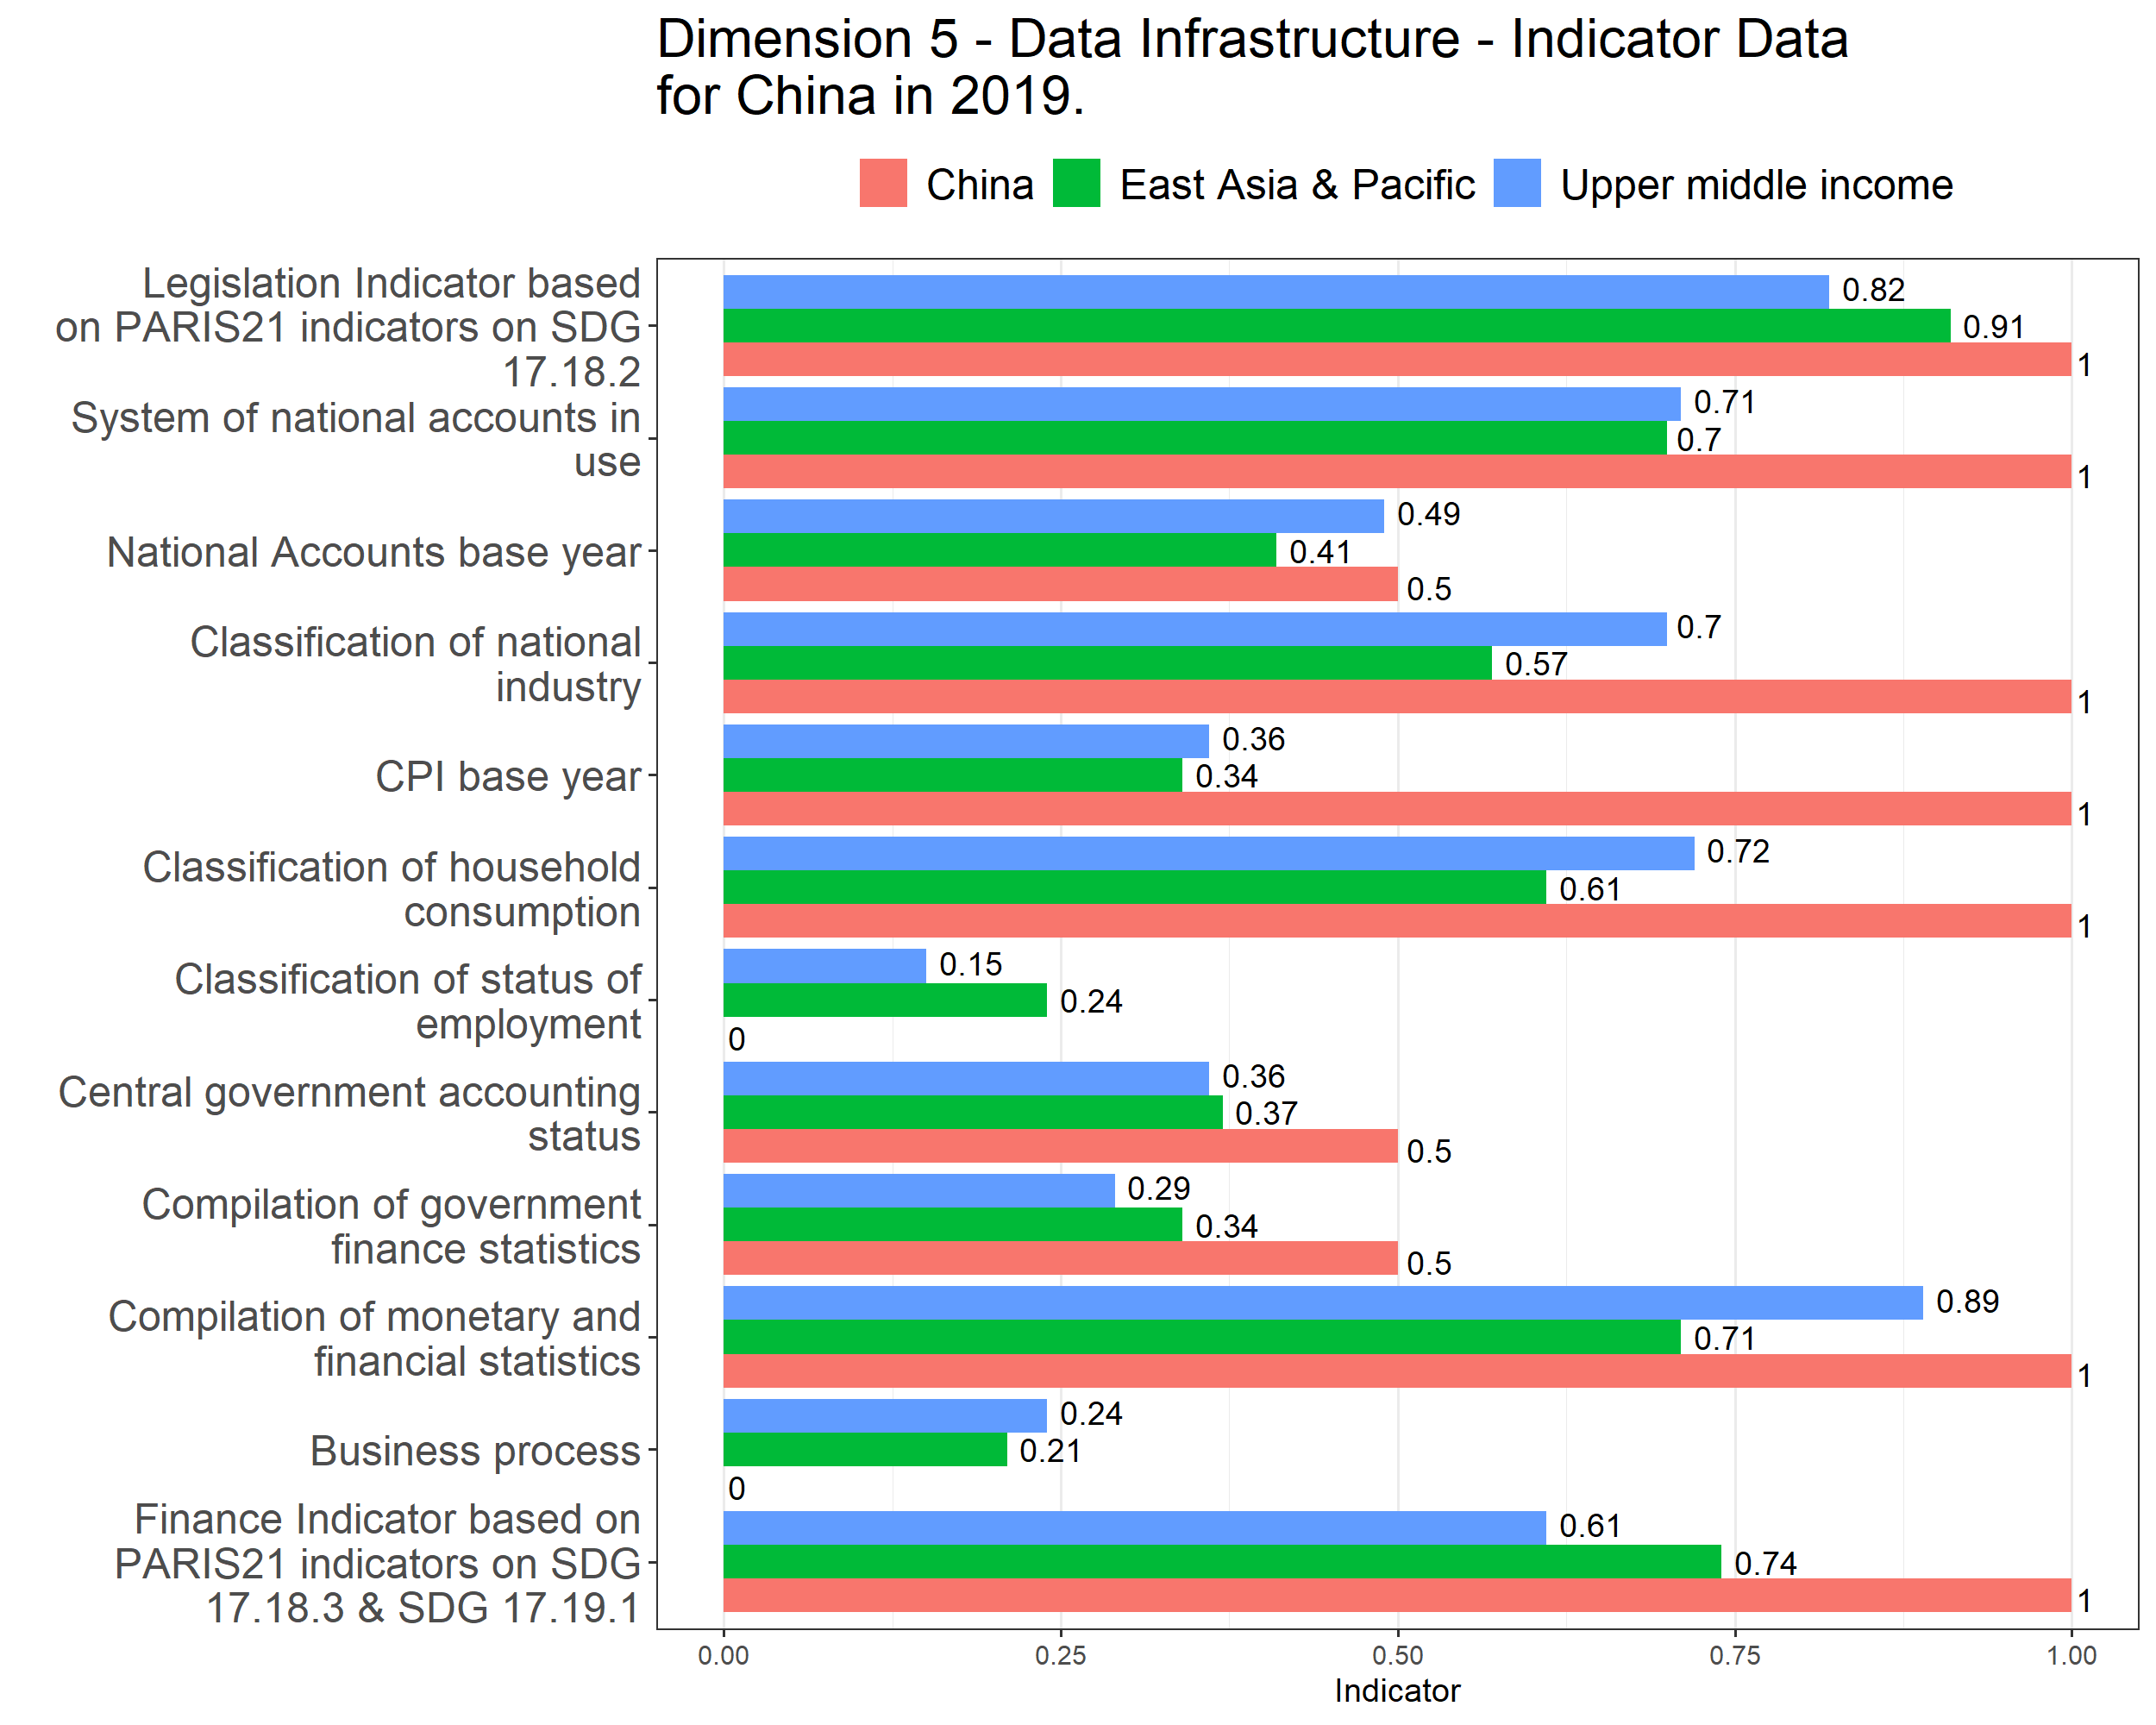 Dimension 5 - Data Infrastructure - Indicator Data
for China in 2019.
China
East Asia & Pacific
Upper middle income
Legislation Indicator based
on PARIS21 indicators on SDG
17.18.2
0.82
0.91
1
System of national accounts in
use
0.71
0.7
1
National Accounts base year
0.49
0.41
0.5
Classification of national
industry
0.7
0.57
1
CPI base year
0.36
0.34
1
Classification of household
consumption
0.72
0.61
1
Classification of status of
employment
0.15
0.24
0
Central government accounting
status
0.36
0.37
0.5
Compilation of government
finance statistics
0.29
0.34
0.5
Compilation of monetary and
financial statistics
0.89
0.71
1
Business process
0.24
0.21
0
Finance Indicator based on
PARIS21 indicators on SDG
17.18.3 & SDG 17.19.1
0.61
0.74
1
0.00
0.25
0.50
0.75
1.00
Indicator